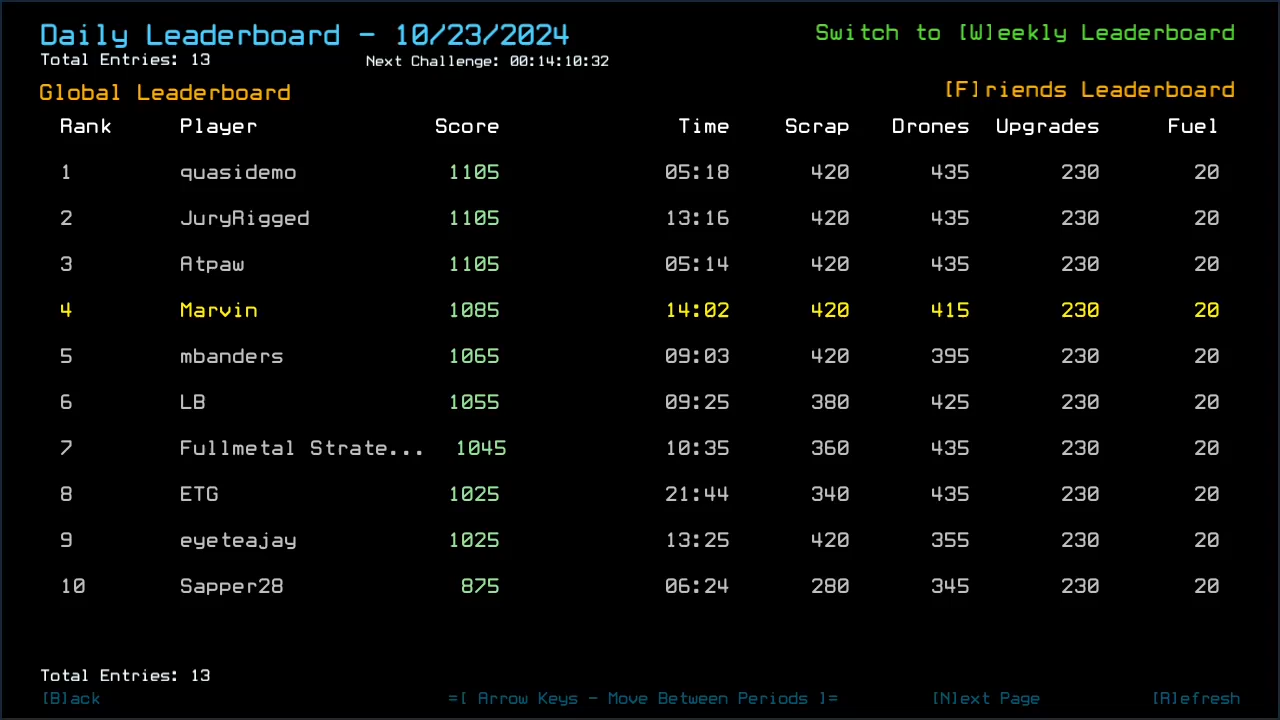 Daily Leaderboard - 10/23/2024 Switch to [W]eekly Leaderboard
Total Entries: 13 Next Challenge: 00:14:10:32
Global Leaderboard [F]riends Leaderboard
Rank Player Score Time Scrap Drones Upgrades Fuel
1 quasidemo 1105 05:18 420 435 230 20
2 JuryRigged 1105 13:16 420 435 230 20
3 Atpaw 1105 05:14 420 435 230 20
4 Marvin 1085 14:02 420 415 230 20
5 mbanders 1065 09:03 420 395 230 20
6 LB 1055 09:25 380 425 230 20
7 Fullmetal Strate... 1045 10:35 360 435 230 20
8 ETG 1025 21:44 340 435 230 20
9 eyeteajay 1025 13:25 420 355 230 20
10 Sapper28 875 06:24 280 345 230 20
Total Entries: 13
[B]ack =[ Arrow Keys - Move Between Periods ]= [N]ext Page [R]efresh